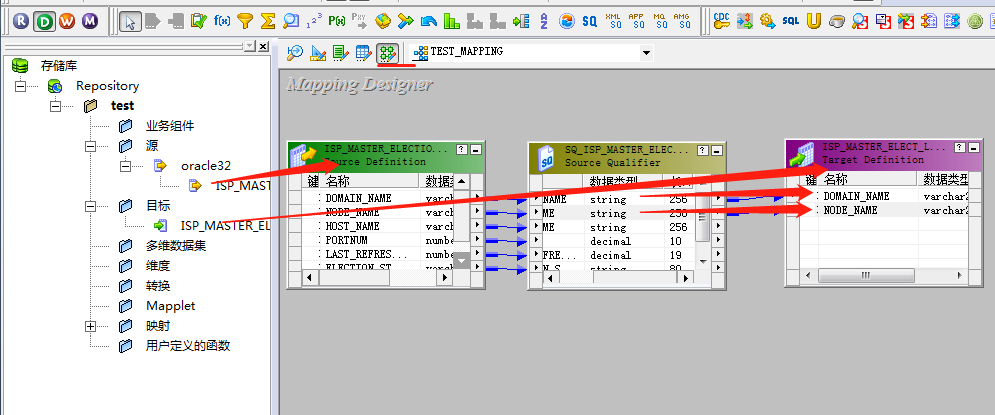 R D W M f(x) Σ 1 2 3 P(x) Pxy A Z SQ XML SQ APP SQ MQ SQ AMG SQ CDC SQL U
存储库
Repository
test
业务组件
源
oracle32
ISP_MAST
目标
ISP_MASTER_EL
多维数据集
维度
转换
Mapplet
映射
用户定义的函数
TEST_MAPPING
Mapping Designer
ISP_MASTER_ELECTIO...
Source Definition
键 名称 数据类
DOMAIN_NAME varch
NODE_NAME varch
HOST_NAME varch
PORTNUM numbe
LAST_REFRES... numbe
ELECTION_ST varch
SQ_ISP_MASTER_ELEC...
Source Qualifier
数据类型
NAME string 256
ME string 256
ME string 256
decimal 10
FRE... decimal 19
N_S string 80
ISP_MASTER_ELECT_L...
Target Definition
键 名称 数据类型
DOMAIN_NAME varchar2
NODE_NAME varchar2